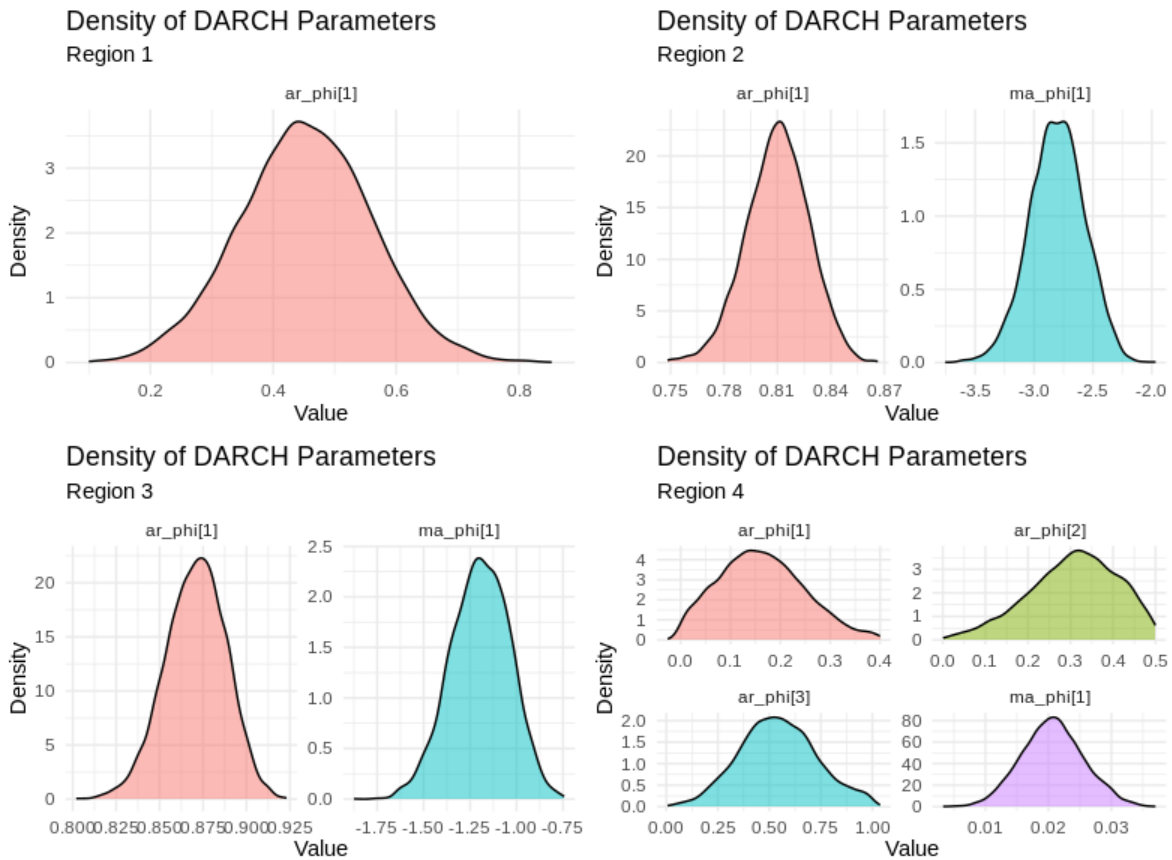 Density of DARCH Parameters
Region 1
ar_phi[1]
Density
3
2
1
0
0.2 0.4 0.6 0.8
Value
Density of DARCH Parameters
Region 2
ar_phi[1]
ma_phi[1]
Density
20
15
10
5
0
0.75 0.78 0.81 0.84 0.87
1.5
1.0
0.5
0.0
-3.5 -3.0 -2.5 -2.0
Value
Density of DARCH Parameters
Region 3
ar_phi[1]
ma_phi[1]
Density
20
15
10
5
0
0.800 0.825 0.850 0.875 0.900 0.925
2.5
2.0
1.5
1.0
0.5
0.0
-1.75 -1.50 -1.25 -1.00 -0.75
Value
Density of DARCH Parameters
Region 4
ar_phi[1]
ar_phi[2]
4
3
2
1
0
0.0 0.1 0.2 0.3 0.4
3
2
1
0
0.0 0.1 0.2 0.3 0.5
0.4
Density
ar_phi[3]
ma_phi[1]
2.0
1.5
1.0
0.5
0.0
0.00 0.25 0.50 0.75 1.00
80
60
40
20
0
0.01 0.02 0.03
Value